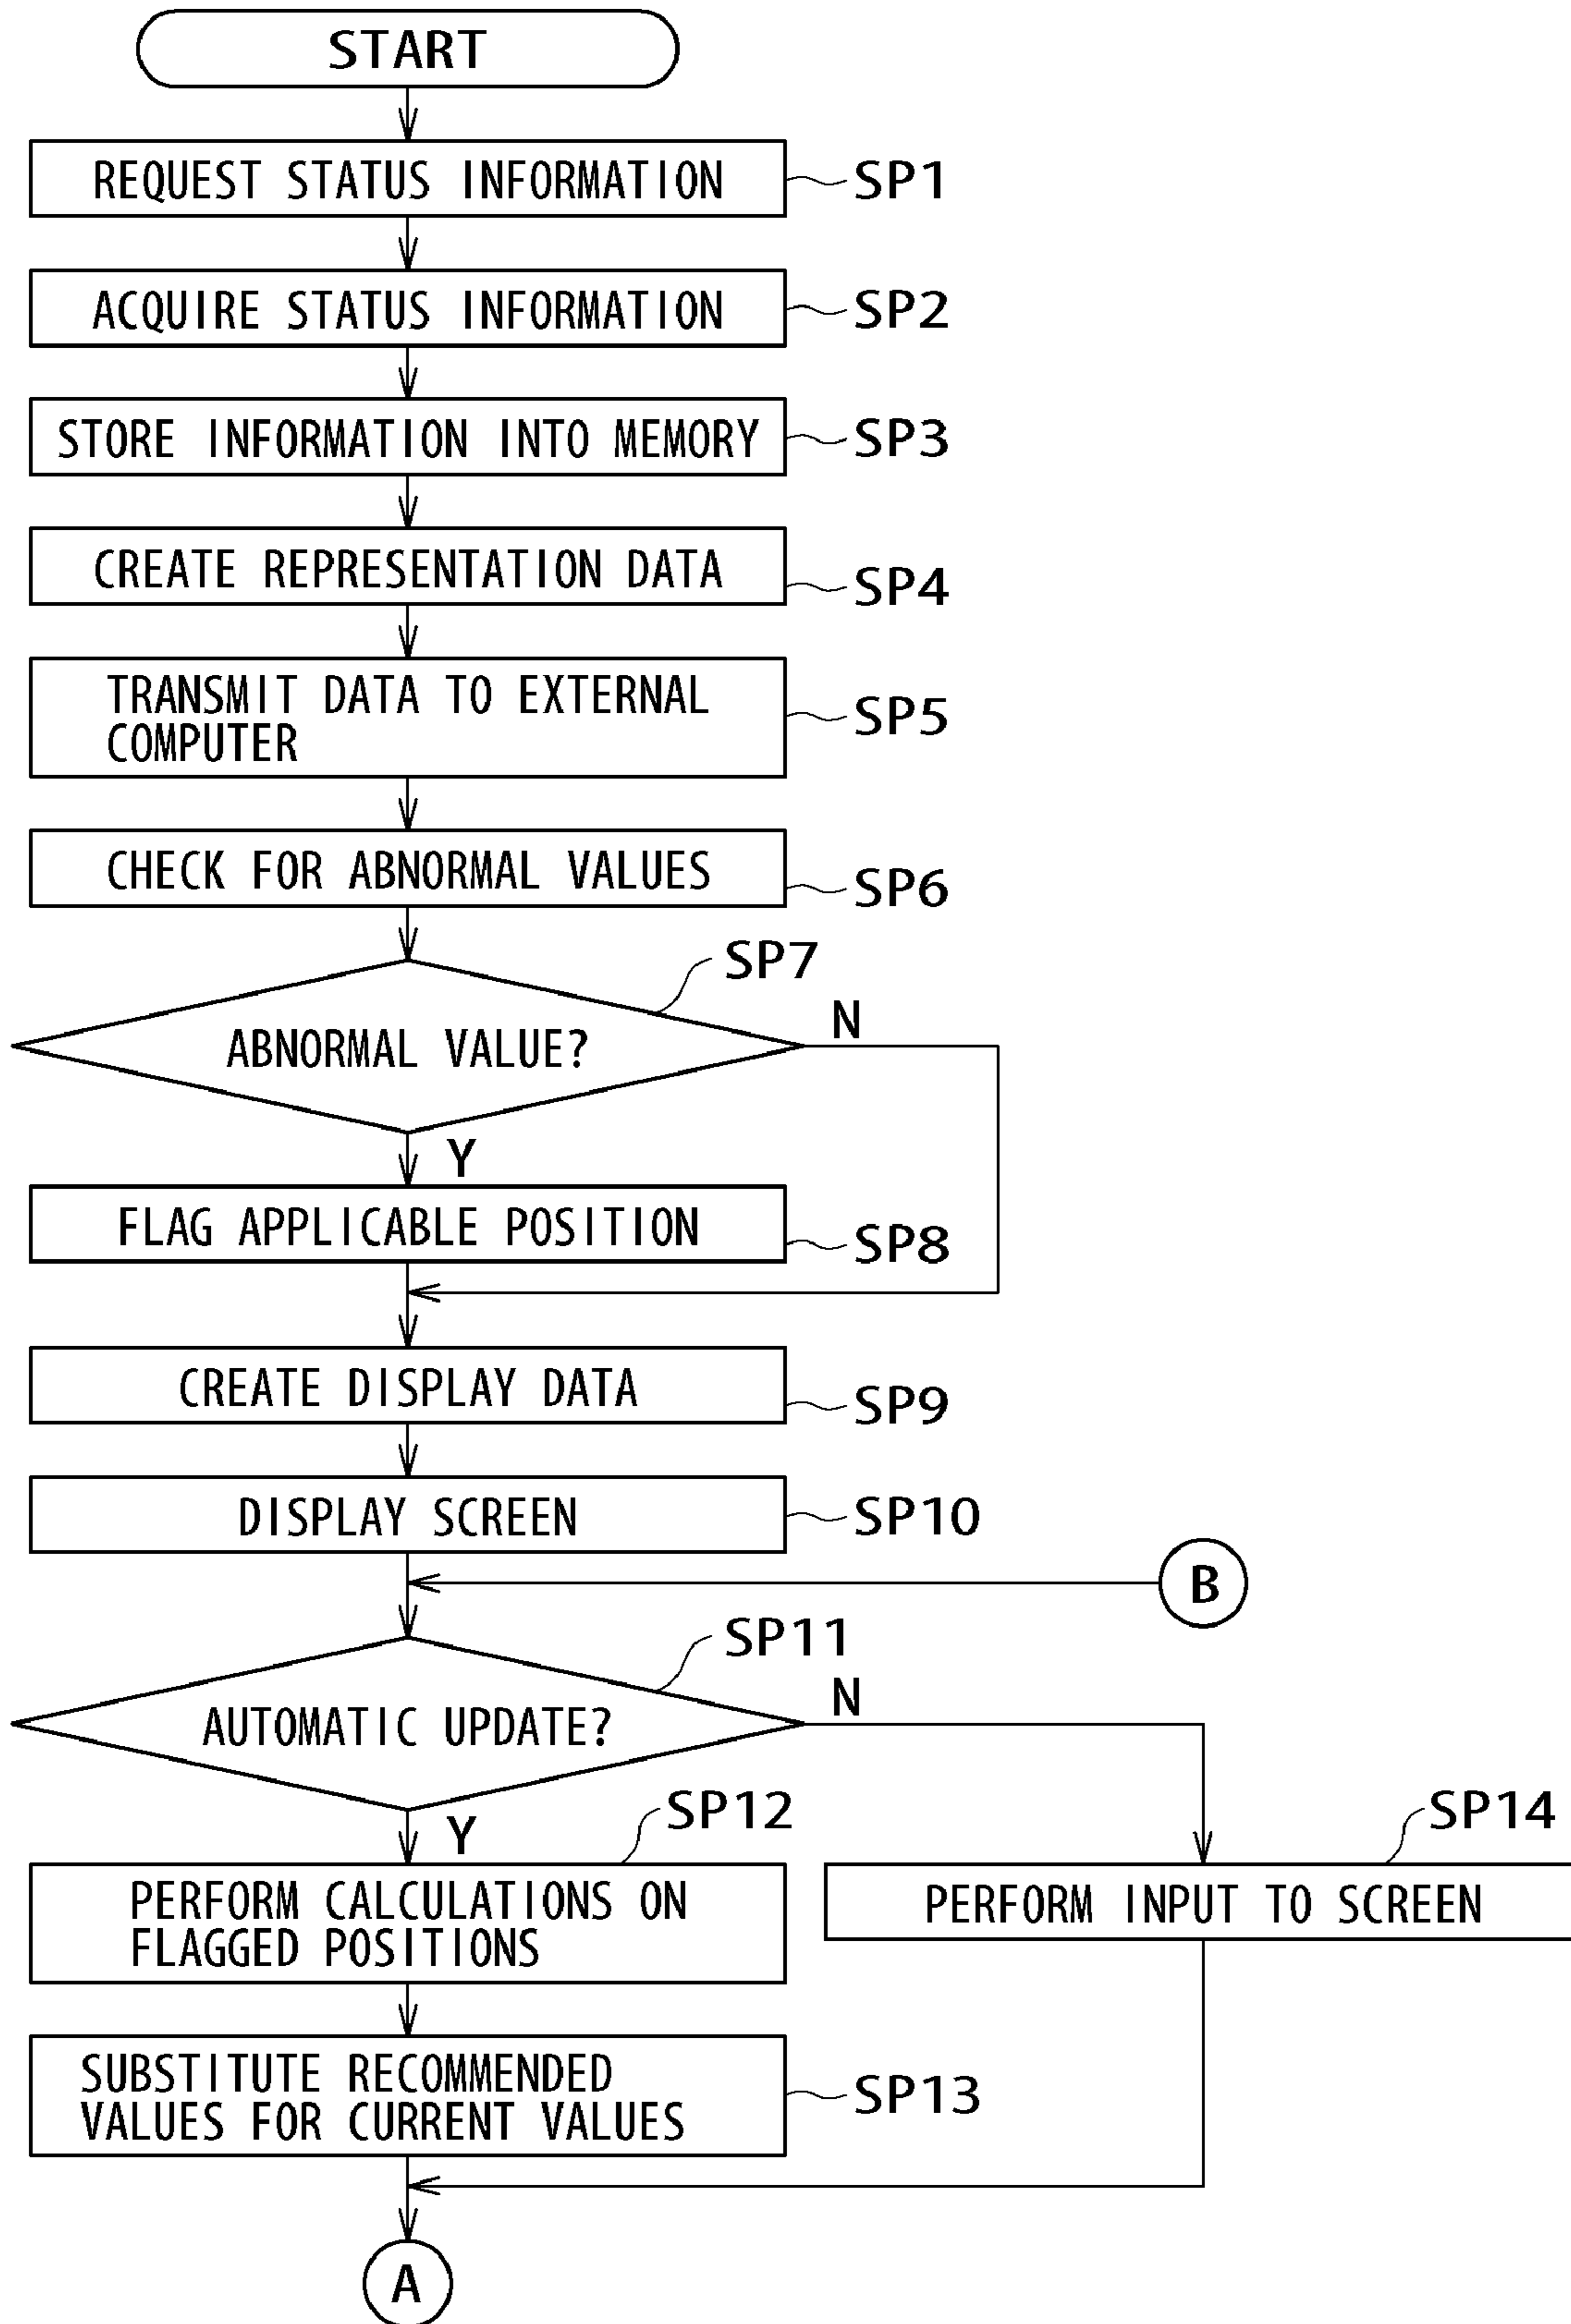 START
REQUEST STATUS INFORMATION
SP1
ACQUIRE STATUS INFORMATION
SP2
STORE INFORMATION INTO MEMORY
SP3
CREATE REPRESENTATION DATA
SP4
TRANSMIT DATA TO EXTERNAL
COMPUTER
SP5
CHECK FOR ABNORMAL VALUES
SP6
SP7
ABNORMAL VALUE?
N
Y
FLAG APPLICABLE POSITION
SP8
CREATE DISPLAY DATA
SP9
DISPLAY SCREEN
SP10
B
SP11
AUTOMATIC UPDATE?
N
Y
SP12
PERFORM CALCULATIONS ON
FLAGGED POSITIONS
SP14
PERFORM INPUT TO SCREEN
SUBSTITUTE RECOMMENDED
VALUES FOR CURRENT VALUES
SP13
A